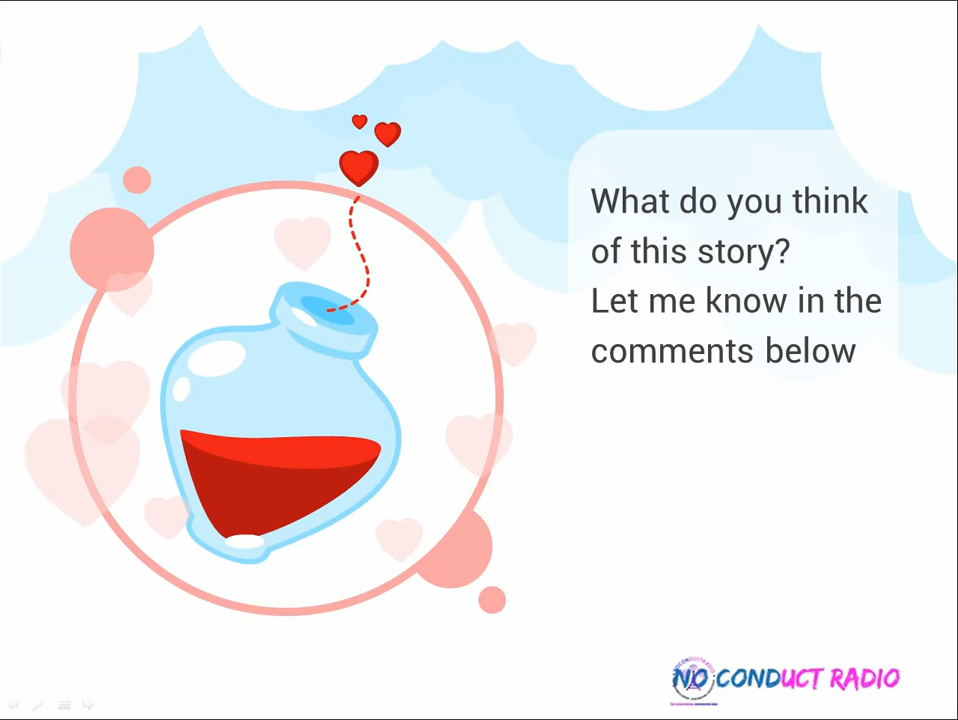 What do you think
of this story?
Let me know in the
comments below
NO CONDUCT RADIO